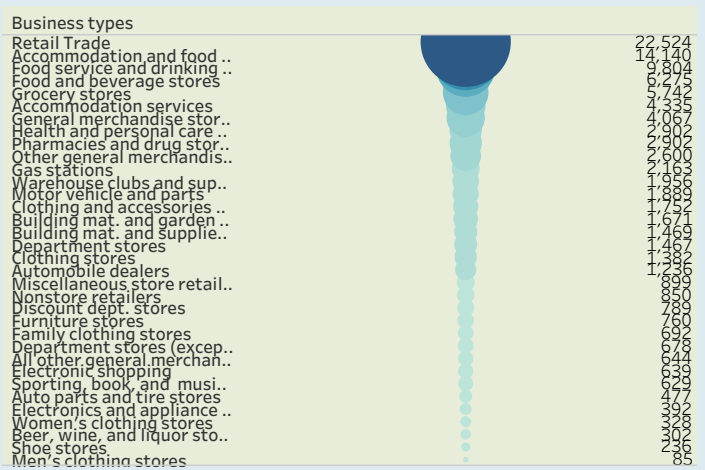 Business types
Retail Trade 22,524
Accommodation and food .. 14,140
Food service and drinking .. 9,804
Food and beverage stores 6,275
Grocery stores 5,742
Accommodation services 4,335
General merchandise stor.. 4,067
Health and personal care .. 2,902
Pharmacies and drug stor.. 2,902
Other general merchandis.. 2,600
Gas stations 2,163
Warehouse clubs and sup.. 1,956
Motor vehicle and parts 1,889
Clothing and accessories .. 1,752
Building mat. and garden .. 1,671
Building mat. and supplie.. 1,469
Department stores 1,467
Clothing stores 1,382
Automobile dealers 1,236
Miscellaneous store retail.. 899
Nonstore retailers 850
Discount dept. stores 789
Furniture stores 760
Family clothing stores 692
Department stores (excep.. 678
All other general merchan.. 644
Electronic shopping 639
Sporting, book, and musi.. 629
Auto parts and tire stores 477
Electronics and appliance .. 392
Women's clothing stores 328
Beer, wine, and liquor sto.. 302
Shoe stores 236
Men's clothing stores 85